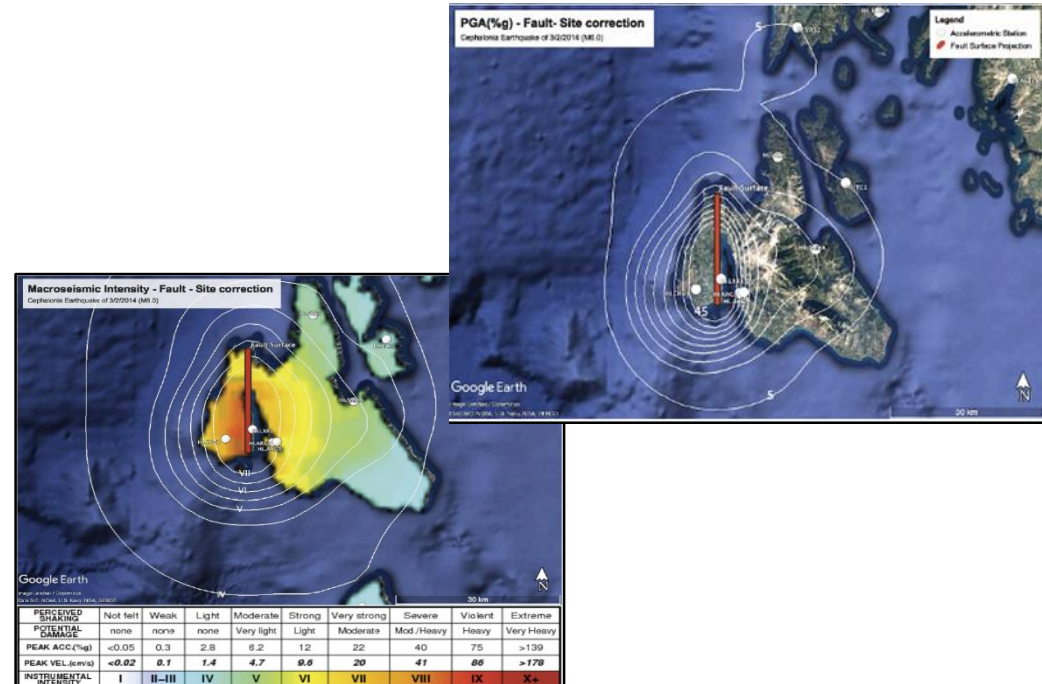 PGA(%g) - Fault- Site correction
Cephalonia Earthquake of 3/2/2014 (M6.0)
Legend
Accelerometric Station
Fault Surface Projection
5
Fault Surface
45
5
Google Earth
30 km
N
Macroseismic Intensity - Fault - Site correction
Cephalonia Earthquake of 3/2/2014 (M6.0)
Fault Surface
VII
VI
V
IV
Google Earth
30 km
N
PERCEIVED SHAKING Not felt Weak Light Moderate Strong Very strong Severe Violent Extreme
POTENTIAL DAMAGE none none none Very light Light Moderate Mod./Heavy Heavy Very Heavy
PEAK ACC.(%g) <0.05 0.3 2.8 6.2 12 22 40 75 >139
PEAK VEL.(cm/s) <0.02 0.1 1.4 4.7 9.6 20 41 86 >178
INSTRUMENTAL INTENSITY I II–III IV V VI VII VIII IX X+